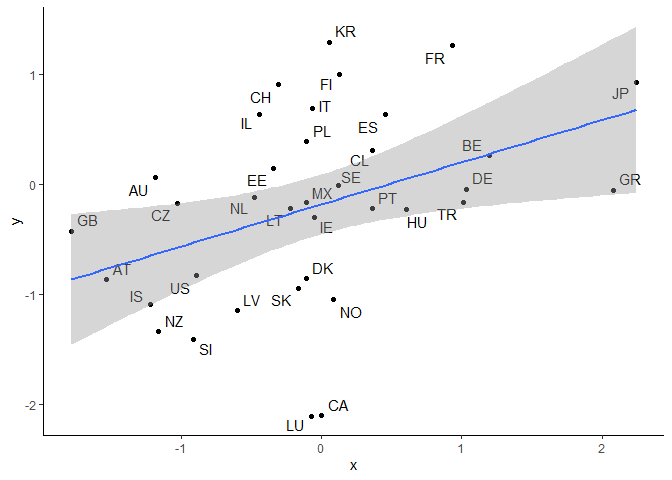 KR
FR
1
FI
CH
JP
IT
IL
ES
PL
BE
CL
EE
SE
DE
GR
0
AU
MX
PT
NL
CZ
GB
LT
IE
HU
TR
y
AT
DK
US
-1
IS
LV
SK
NO
NZ
SI
CA
-2
LU
-1
0
1
2
x